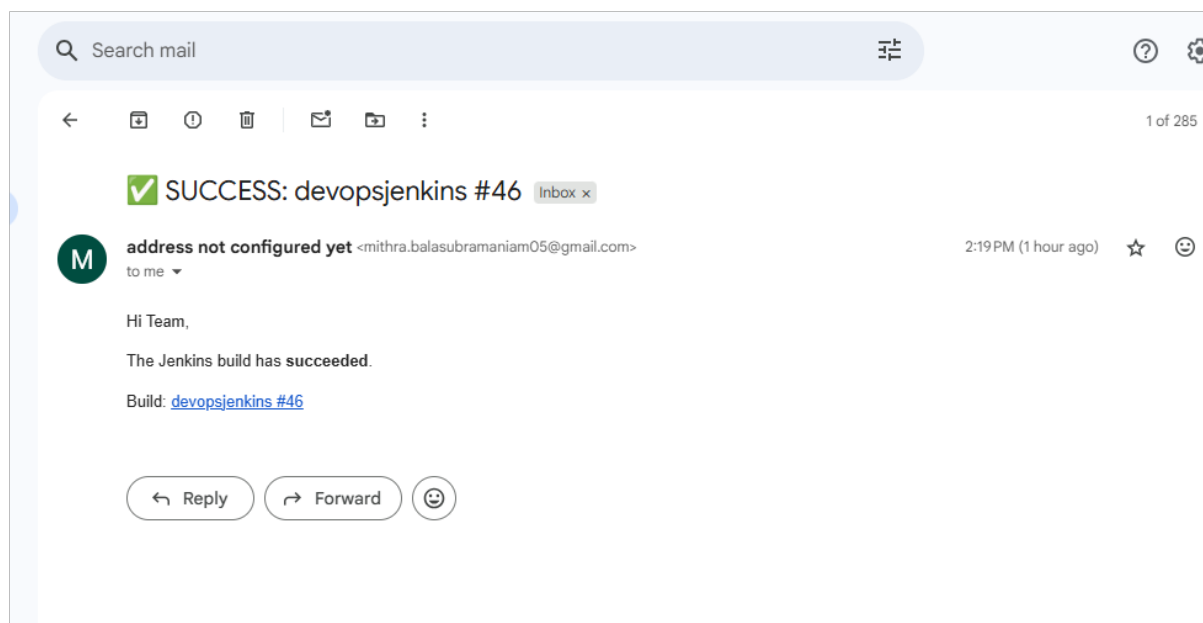 Search mail
1 of 285
✅ SUCCESS: devopsjenkins #46 Inbox ×
address not configured yet <mithra.balasubramaniam05@gmail.com> 2:19 PM (1 hour ago)
to me
Hi Team,
The Jenkins build has succeeded.
Build: devopsjenkins #46
Reply Forward
M